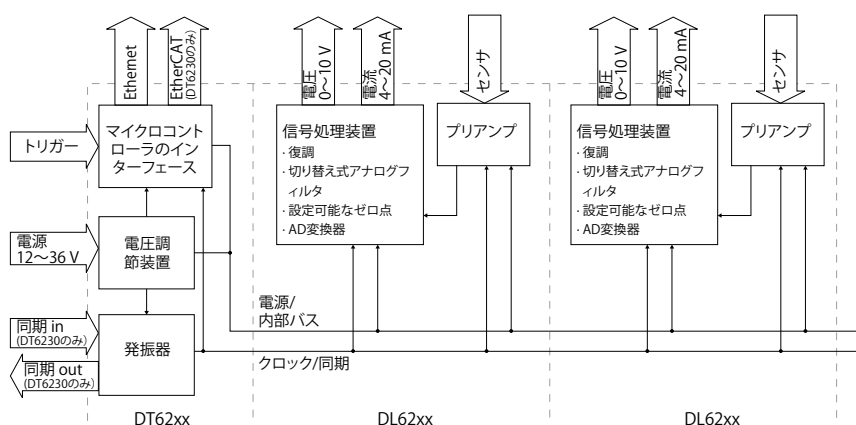 Ethernet
EtherCAT
(DT6230のみ)
電圧
0〜10 V
電流
4〜20 mA
センサ
電圧
0〜10 V
電流
4〜20 mA
センサ
トリガー
マイクロコント
ローラのイン
ターフェース
信号処理装置
· 復調
· 切り替え式アナログフ
ィルタ
· 設定可能なゼロ点
· AD変換器
プリアンプ
信号処理装置
· 復調
· 切り替え式アナログフ
ィルタ
· 設定可能なゼロ点
· AD変換器
プリアンプ
電源
12〜36 V
電圧調
節装置
電源/
内部バス
同期 in
(DT6230のみ)
発振器
クロック/同期
同期 out
(DT6230のみ)
DT62xx
DL62xx
DL62xx